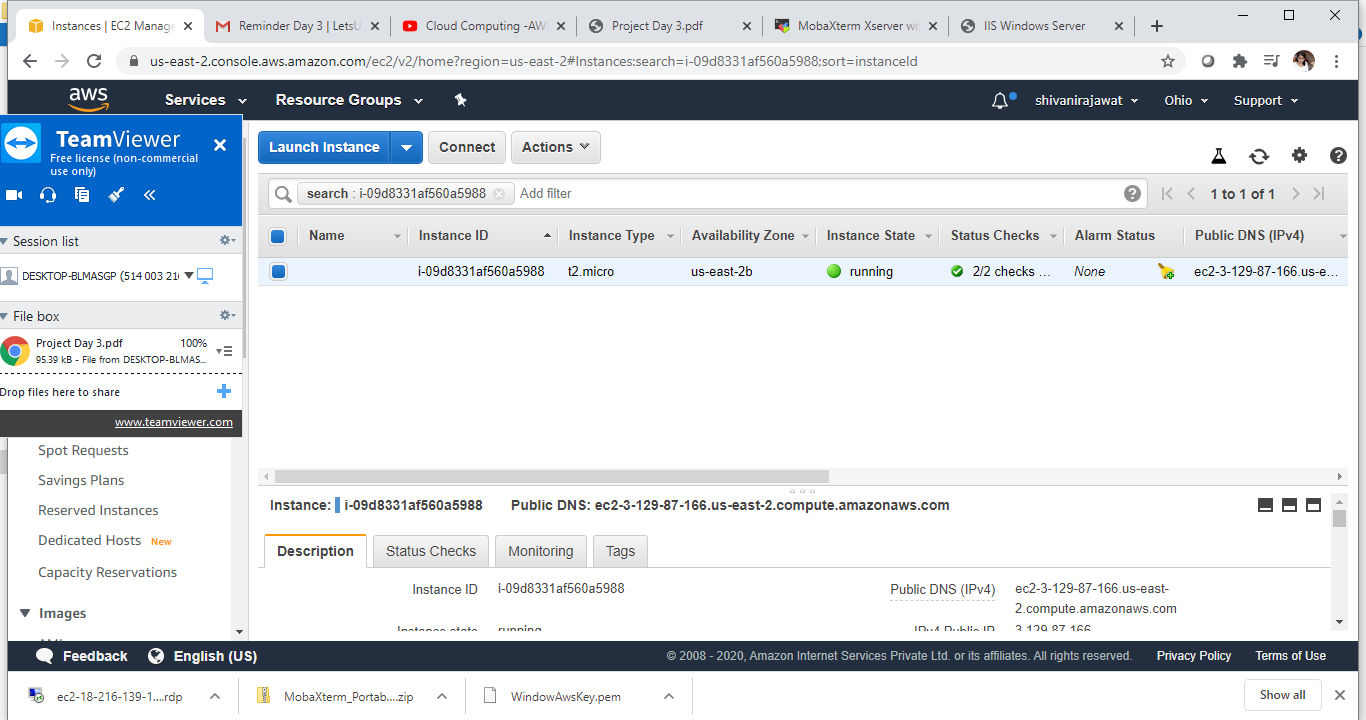 Instances | EC2 Manage
Reminder Day 3 | LetsU
Cloud Computing -AW
Project Day 3.pdf
MobaXterm Xserver wi
IIS Windows Server
us-east-2.console.aws.amazon.com/ec2/v2/home?region=us-east-2#Instances:search=i-09d8331af560a5988;sort=instanceId
aws
Services
Resource Groups
shivanirajawat
Ohio
Support
TeamViewer
Free license (non-commercial
use only)
Session list
DESKTOP-BLMASGP (514 003 21
File box
Project Day 3.pdf 100%
95.39 kB - File from DESKTOP-BLMAS...
Drop files here to share
www.teamviewer.com
Spot Requests
Savings Plans
Reserved Instances
Dedicated Hosts New
Capacity Reservations
Images
Launch Instance
Connect
Actions
search : i-09d8331af560a5988
Add filter
1 to 1 of 1
Name Instance ID Instance Type Availability Zone Instance State Status Checks Alarm Status Public DNS (IPv4)
i-09d8331af560a5988 t2.micro us-east-2b running 2/2 checks ... None ec2-3-129-87-166.us-e...
Instance: i-09d8331af560a5988 Public DNS: ec2-3-129-87-166.us-east-2.compute.amazonaws.com
Description Status Checks Monitoring Tags
Instance ID i-09d8331af560a5988 Public DNS (IPv4) ec2-3-129-87-166.us-east-
2.compute.amazonaws.com
Instance state running IPv4 Public IP 3.129.87.166
Feedback
English (US)
© 2008 - 2020, Amazon Internet Services Private Ltd. or its affiliates. All rights reserved.
Privacy Policy
Terms of Use
ec2-18-216-139-1....rdp
MobaXterm_Portab....zip
WindowAwsKey.pem
Show all